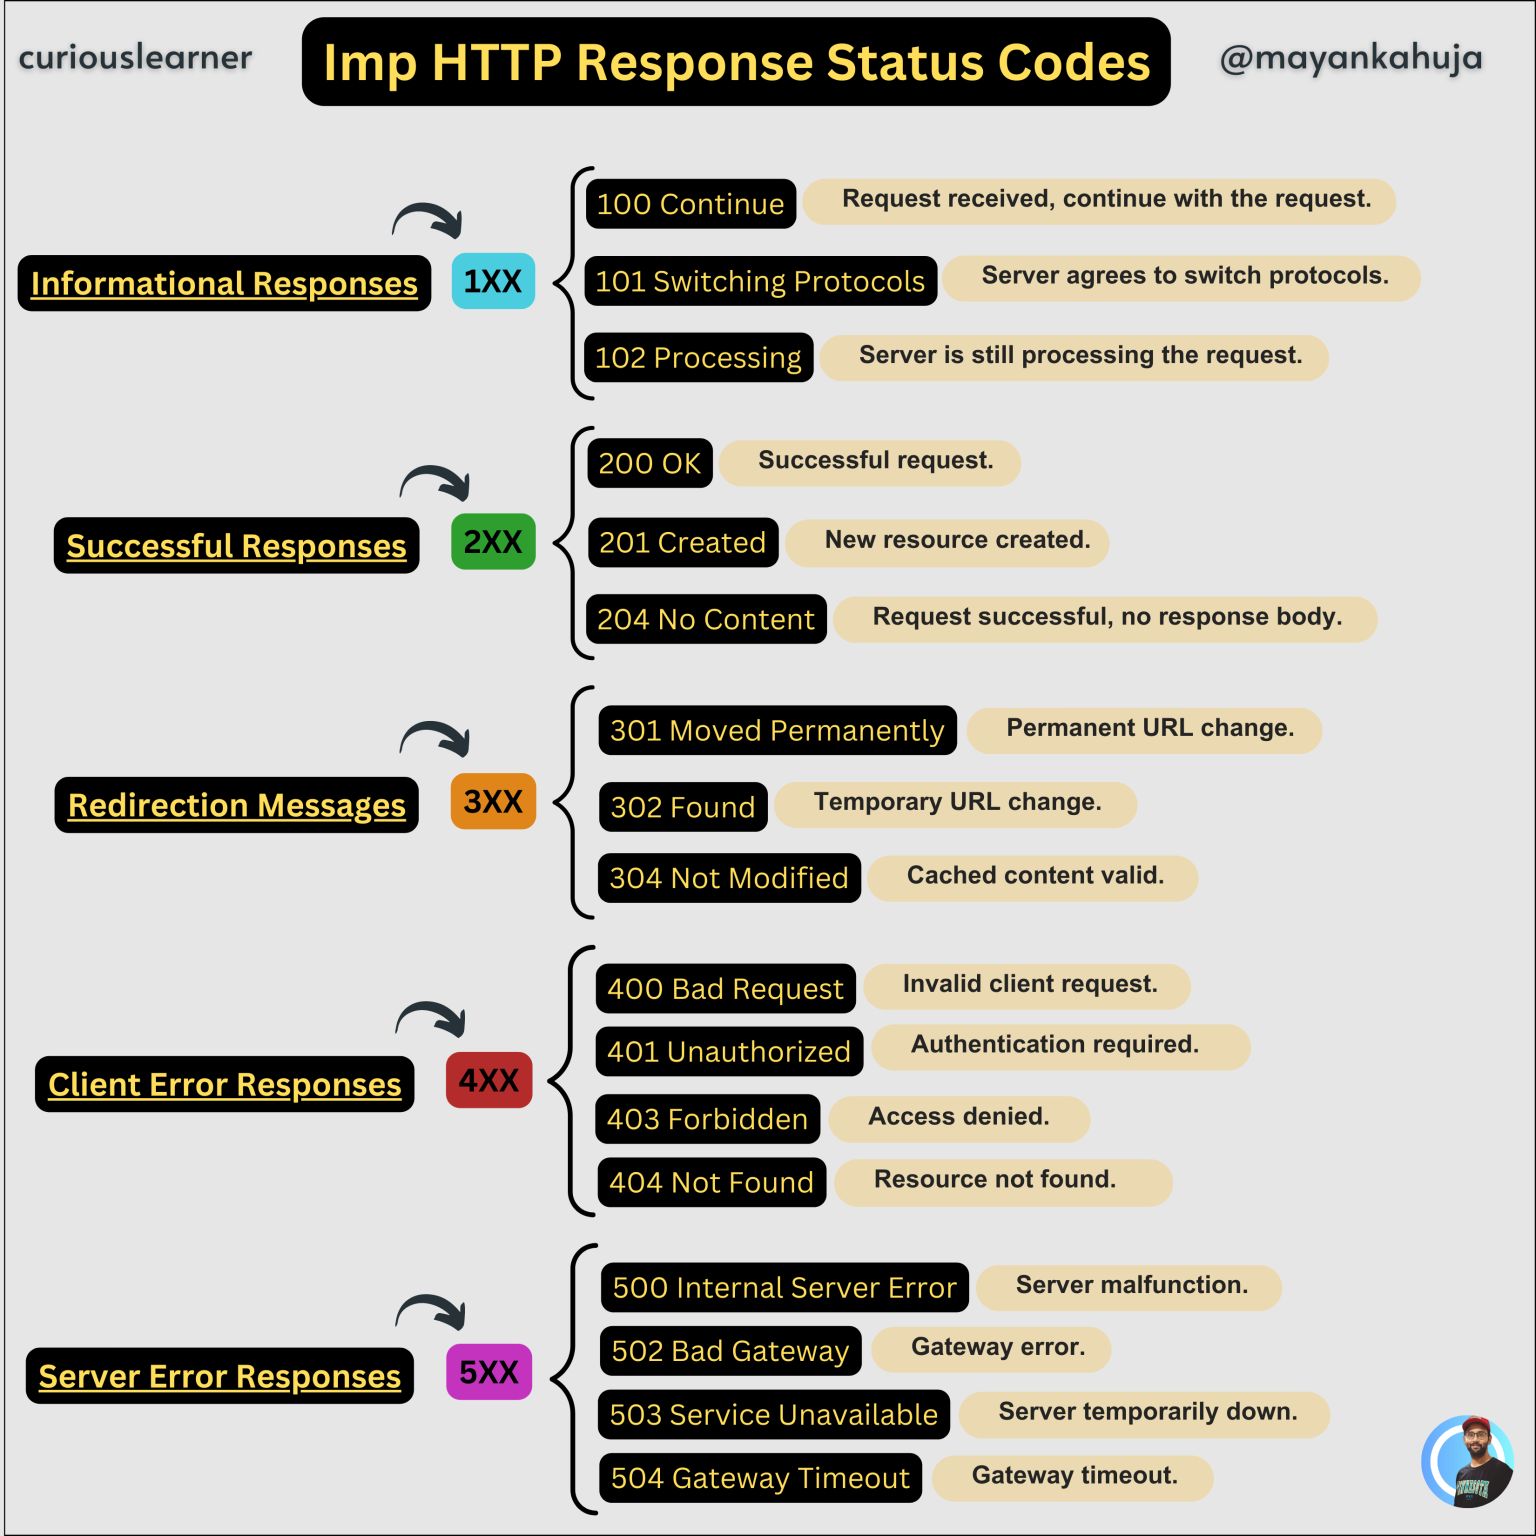 curiouslearner
Imp HTTP Response Status Codes
@mayankahuja
Informational Responses
1XX
100 Continue
Request received, continue with the request.
101 Switching Protocols
Server agrees to switch protocols.
102 Processing
Server is still processing the request.
Successful Responses
2XX
200 OK
Successful request.
201 Created
New resource created.
204 No Content
Request successful, no response body.
Redirection Messages
3XX
301 Moved Permanently
Permanent URL change.
302 Found
Temporary URL change.
304 Not Modified
Cached content valid.
Client Error Responses
4XX
400 Bad Request
Invalid client request.
401 Unauthorized
Authentication required.
403 Forbidden
Access denied.
404 Not Found
Resource not found.
Server Error Responses
5XX
500 Internal Server Error
Server malfunction.
502 Bad Gateway
Gateway error.
503 Service Unavailable
Server temporarily down.
504 Gateway Timeout
Gateway timeout.